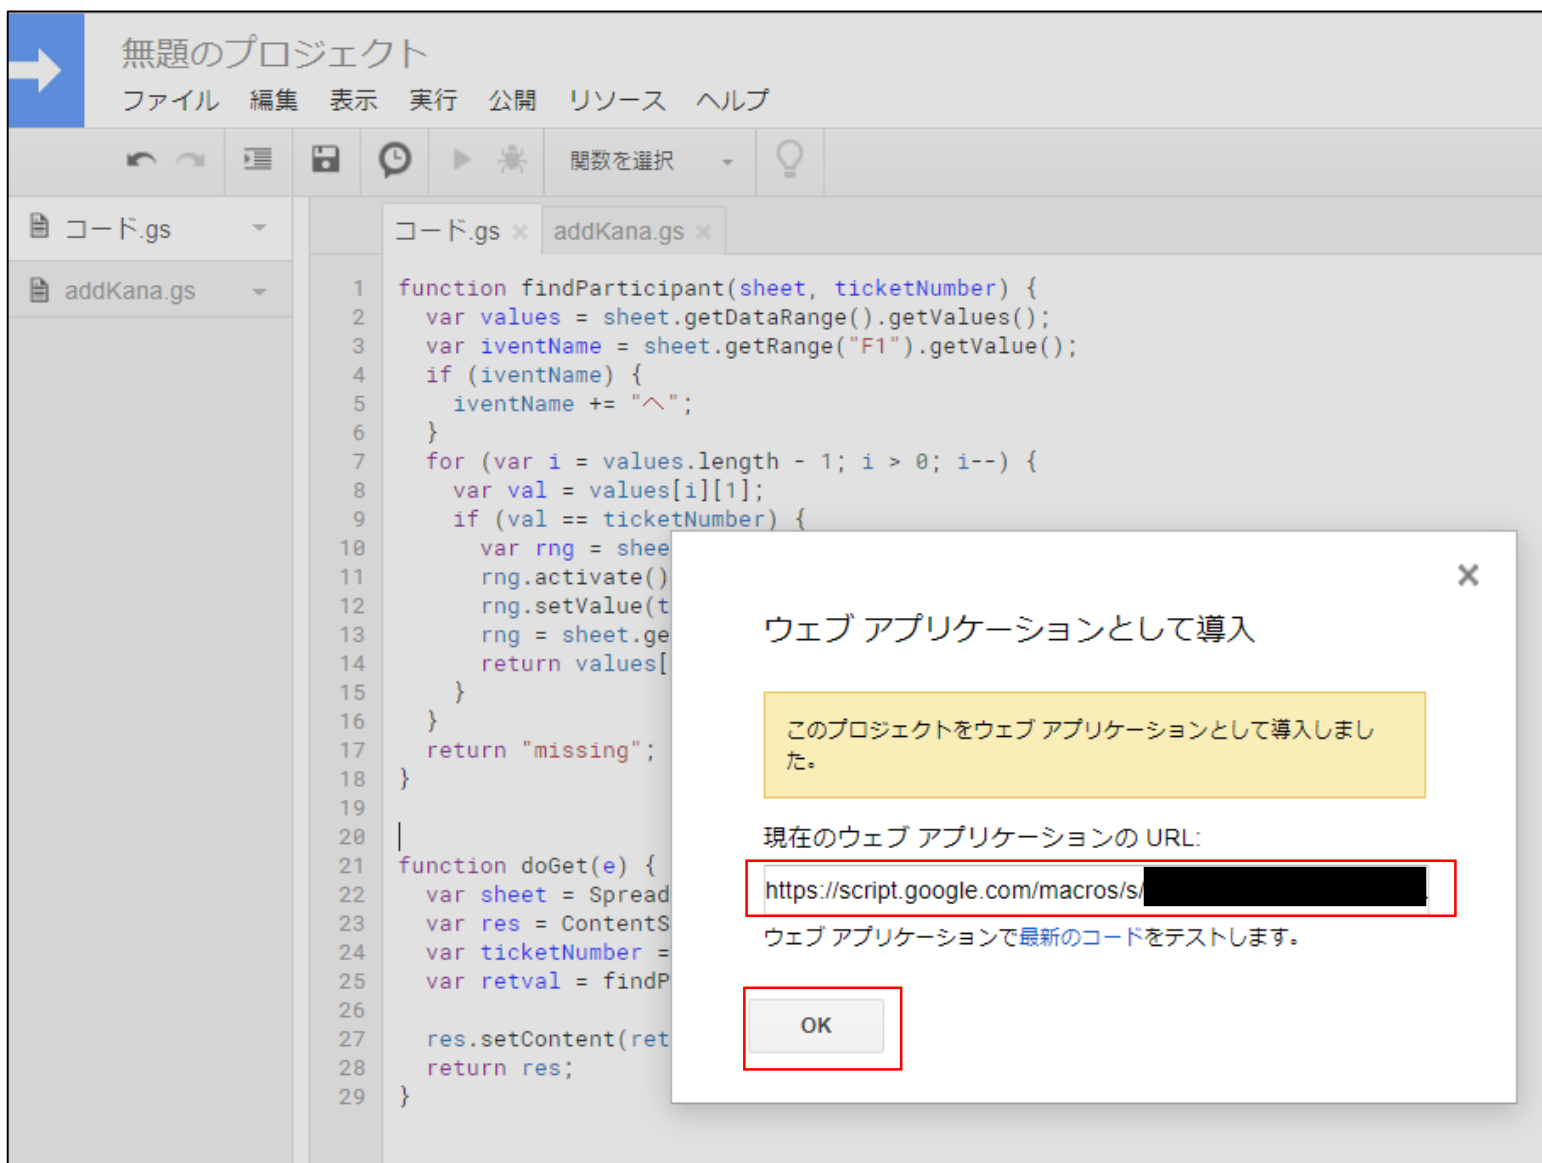 無題のプロジェクト
ファイル 編集 表示 実行 公開 リソース ヘルプ
関数を選択
コード.gs
addKana.gs
コード.gs × addKana.gs ×
1 function findParticipant(sheet, ticketNumber) {
2 var values = sheet.getDataRange().getValues();
3 var iventName = sheet.getRange("F1").getValue();
4 if (iventName) {
5 iventName += "へ";
6 }
7 for (var i = values.length - 1; i > 0; i--) {
8 var val = values[i][1];
9 if (val == ticketNumber) {
10 var rng = shee
11 rng.activate()
12 rng.setValue(t
13 rng = sheet.ge
14 return values[
15 }
16 }
17 return "missing";
18 }
19
20
21 function doGet(e) {
22 var sheet = Spread
23 var res = ContentS
24 var ticketNumber =
25 var retval = findP
26
27 res.setContent(ret
28 return res;
29 }
×
ウェブ アプリケーションとして導入
このプロジェクトをウェブ アプリケーションとして導入しまし
た。
現在のウェブ アプリケーションの URL:
https://script.google.com/macros/s/
ウェブ アプリケーションで最新のコードをテストします。
OK